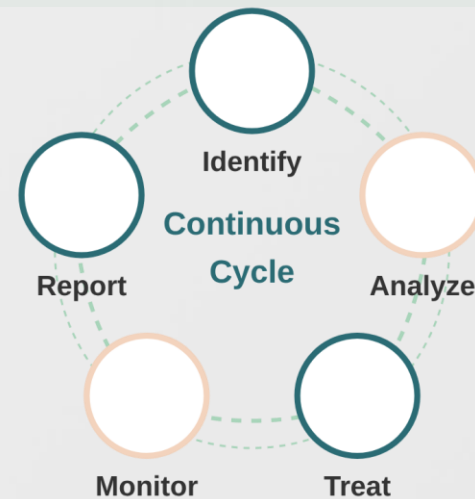 Identify
Continuous
Cycle
Report
Analyze
Monitor
Treat